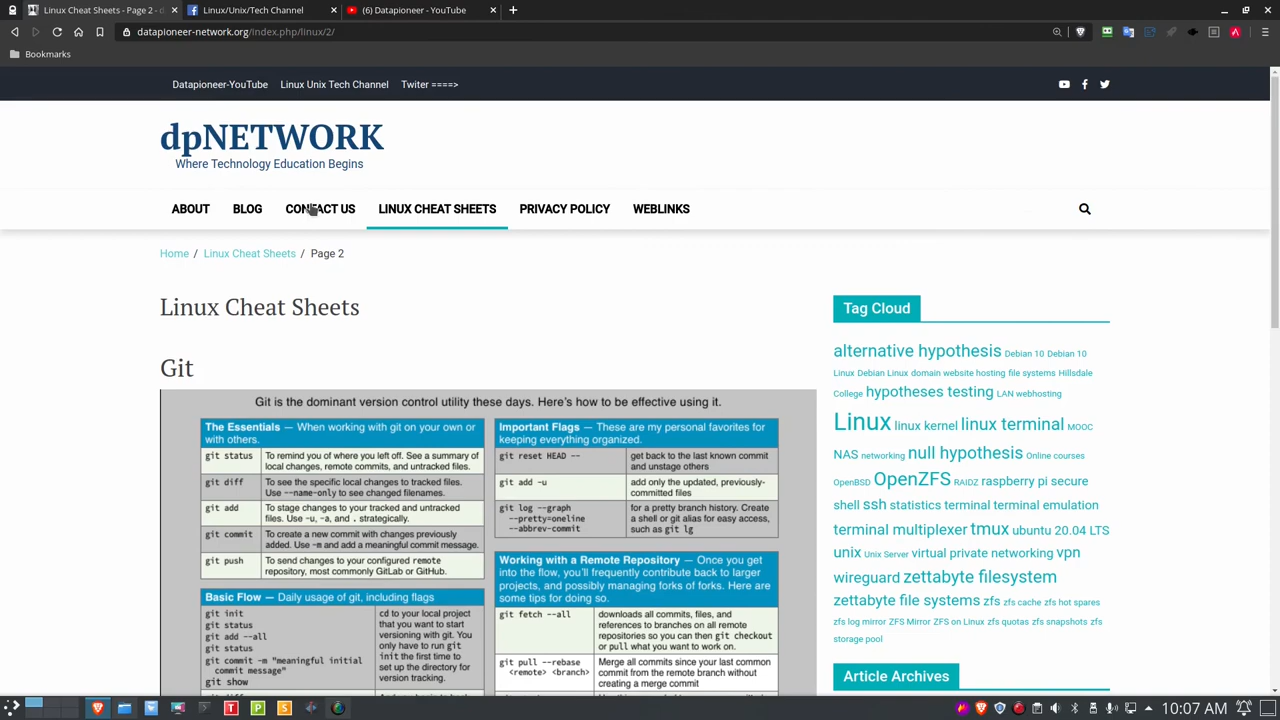 Linux Cheat Sheets - Page 2 - d
Linux/Unix Tech Channel
(6) Datapioneer - YouTube
datapioneer-network.org/index.php/linux/2/
Bookmarks
Datapioneer-YouTube
Linux Unix Tech Channel
Twiter ====>
dpNETWORK
Where Technology Education Begins
ABOUT
BLOG
CONTACT US
LINUX CHEAT SHEETS
PRIVACY POLICY
WEBLINKS
Home / Linux Cheat Sheets / Page 2
Linux Cheat Sheets
Git
Git is the dominant version control utility these days. Here's how to be effective using it.
The Essentials — When working with git on your own or
with others.
git status
To remind you of where you left off. See a summary of
local changes, remote commits, and untracked files.
git diff
To see the specific changes to tracked files.
Use --name-only to see changed filenames.
git add
To stage changes to your tracked and untracked
files. Use -u, -a, and . strategically.
git commit
To create a new commit with changes previously
added. Use -m and add a meaningful commit message.
git push
To send changes to your configured remote
repository, most commonly GitLab or GitHub.
Basic Flow — Daily usage of git, including flags
git init
git status
git add --all
git status
git commit -m "meaningful initial
commit message"
git show
cd to your local project
that you want to start
versioning with git. You
only have to run git
init the first time to
set up the directory for
version tracking.
Important Flags — These are my personal favorites for
keeping everything organized.
git reset HEAD --
get back to the last known commit
and unstage others
git add -u
add only the updated, previously-
committed files
git log --graph
--pretty=oneline
--abbrev-commit
for a pretty branch history. Create
a shell or git alias for easy access,
such as git lg
Working with a Remote Repository — Once you get
into the flow, you'll frequently contribute back to larger
projects, and possibly managing forks of forks. Here are
some tips for doing so.
git fetch --all
downloads all commits, files, and
references to branches on all remote
repositories so you can then git checkout
or pull what you want to work on.
git pull --rebase
<remote> <branch>
Merge all commits since your last common
commit from the remote branch without
creating a merge commit
Tag Cloud
alternative hypothesis Debian 10 Debian 10
Linux Debian Linux domain website hosting file systems Hillsdale
College hypotheses testing LAN webhosting
Linux linux kernel linux terminal MOOC
NAS networking null hypothesis Online courses
OpenBSD OpenZFS RAIDZ raspberry pi secure
shell ssh statistics terminal terminal emulation
terminal multiplexer tmux ubuntu 20.04 LTS
unix Unix Server virtual private networking vpn
wireguard zettabyte filesystem
zettabyte file systems zfs zfs cache zfs hot spares
zfs log mirror ZFS Mirror ZFS on Linux zfs quotas zfs snapshots zfs
storage pool
Article Archives
10:07 AM